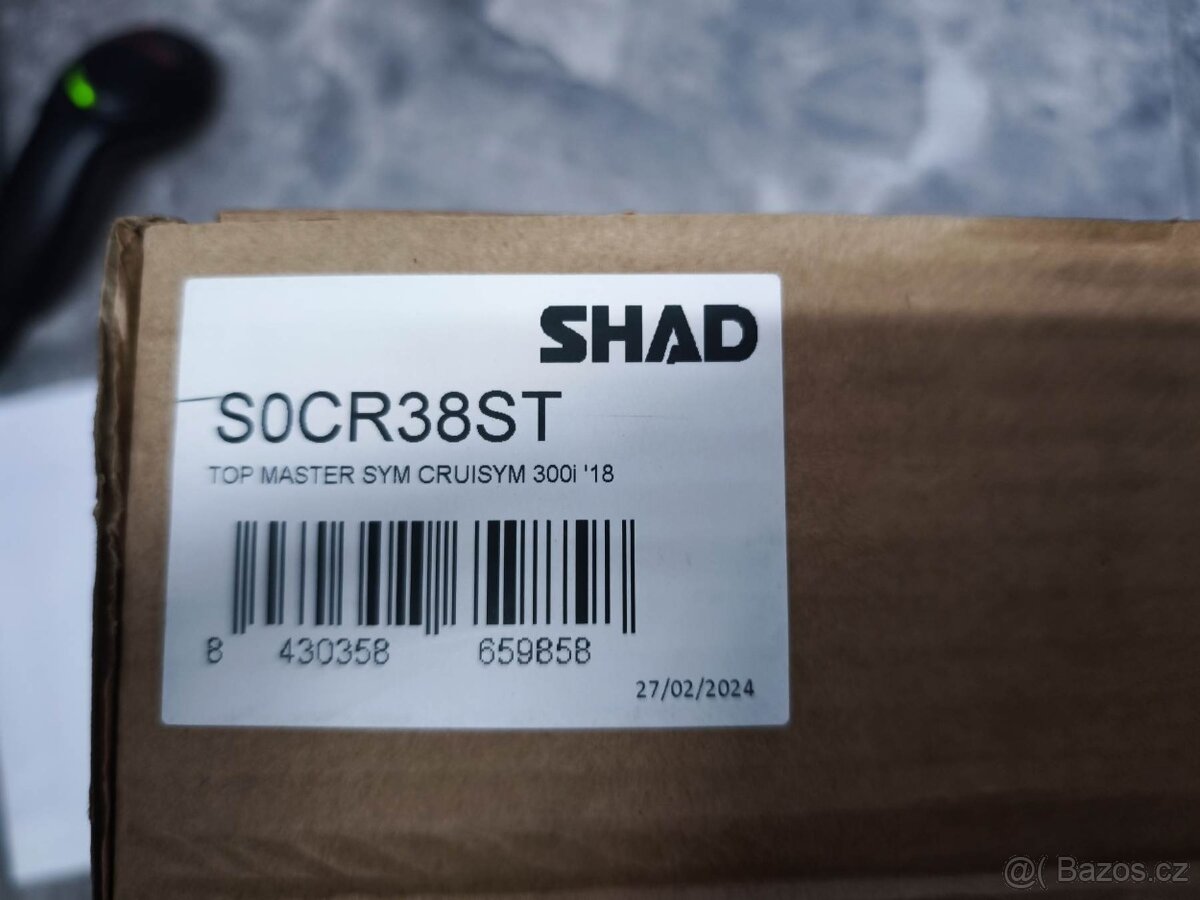 SHAD
S0CR38ST
TOP MASTER SYM CRUISYM 300i '18
8 430358 659858
27/02/2024
@( Bazos.cz